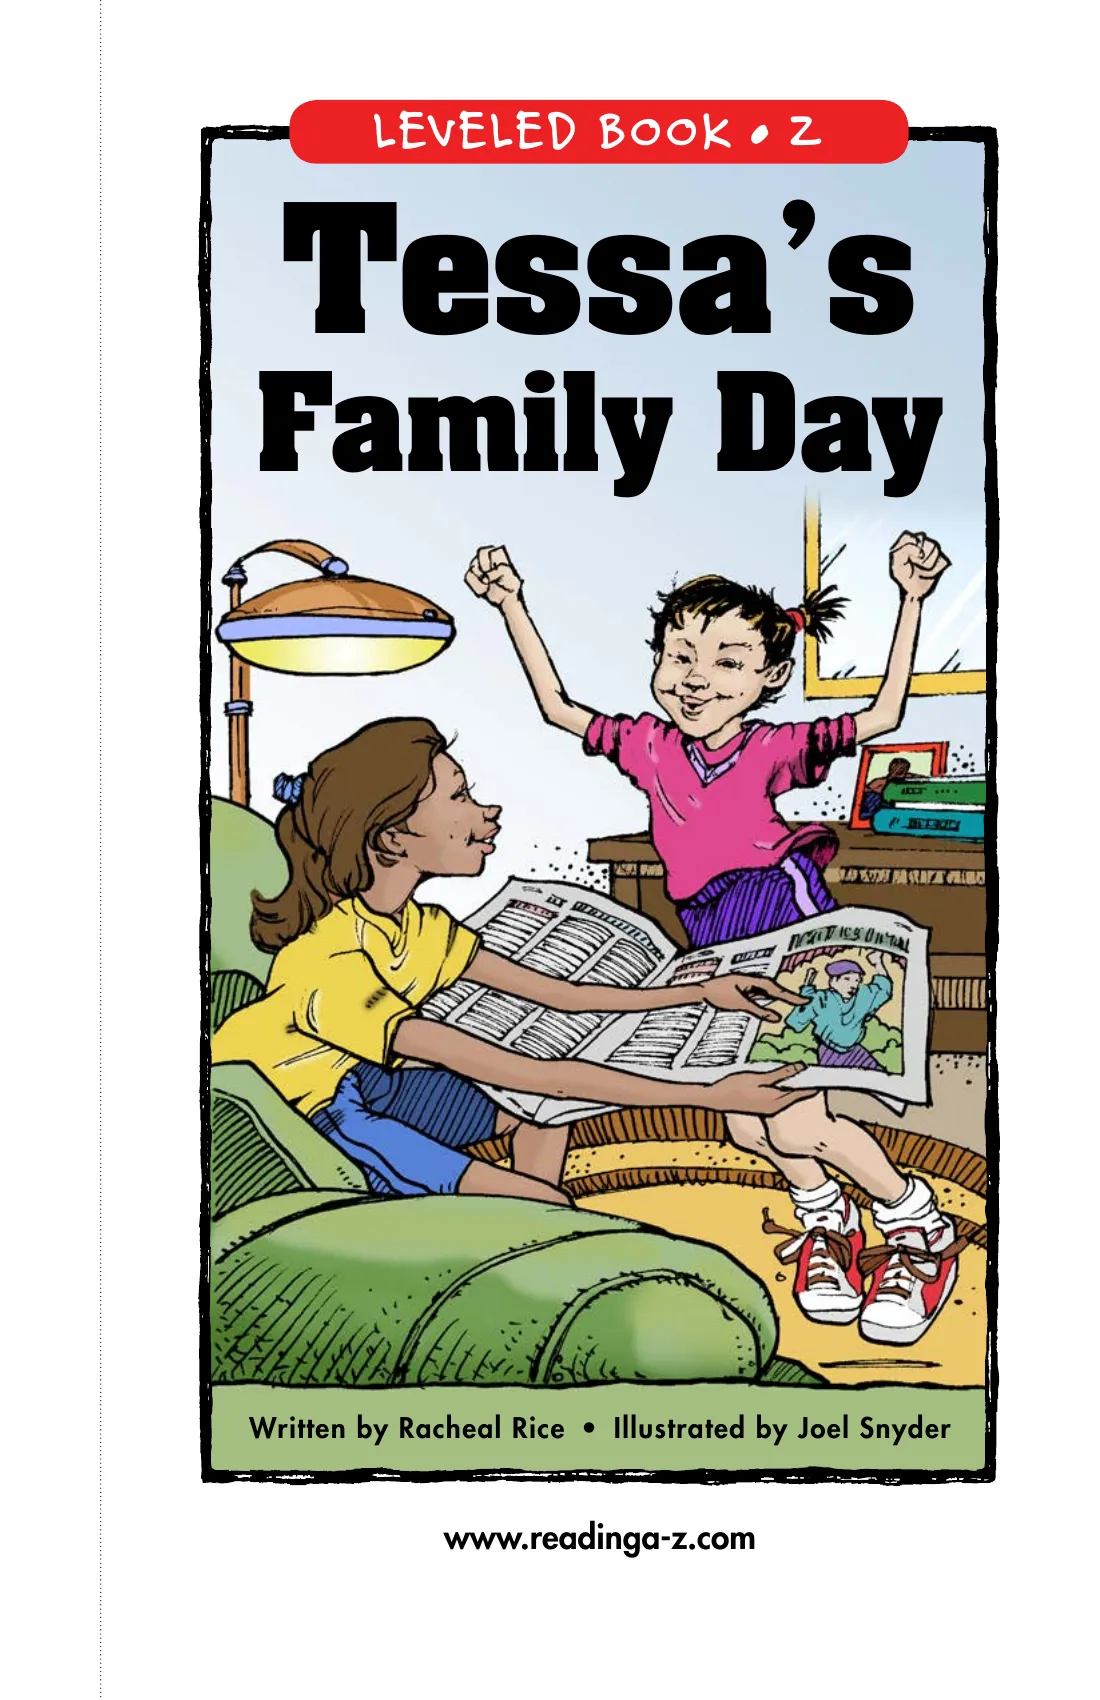 LEVELED BOOK • Z
Tessa's
Family Day
Written by Racheal Rice • Illustrated by Joel Snyder
www.readinga-z.com